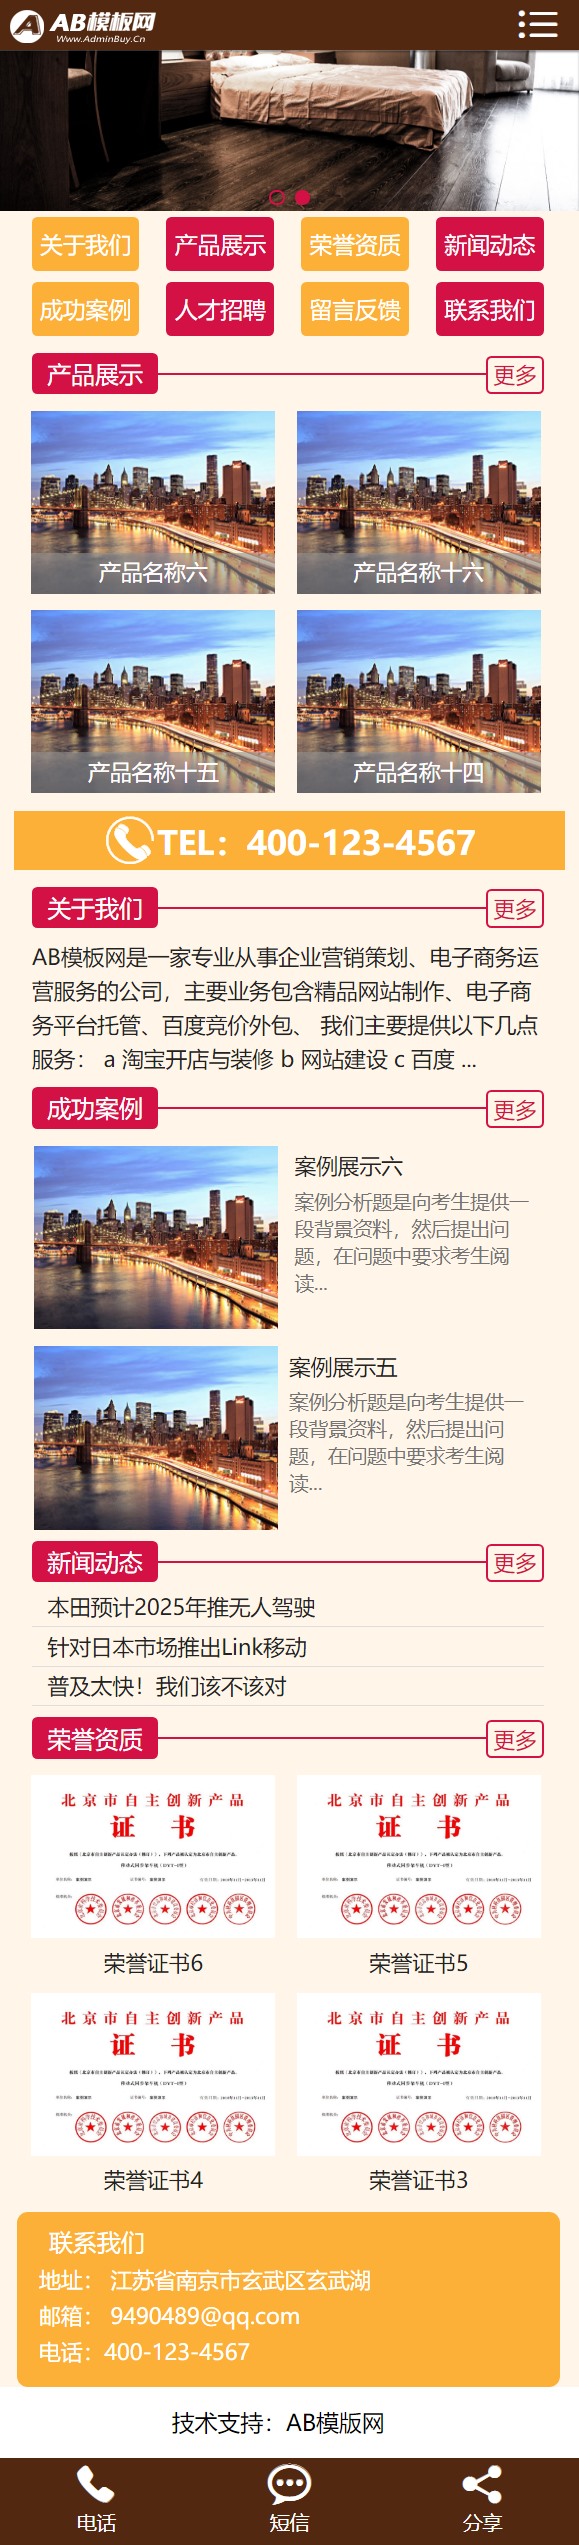 AB模板网
Www.AdminBuy.Cn
关于我们 产品展示 荣誉资质 新闻动态
成功案例 人才招聘 留言反馈 联系我们
产品展示 更多
产品名称六 产品名称十六
产品名称十五 产品名称十四
TEL：400-123-4567
关于我们 更多
AB模板网是一家专业从事企业营销策划、电子商务运
营服务的公司，主要业务包含精品网站制作、电子商
务平台托管、百度竞价外包、 我们主要提供以下几点
服务： a 淘宝开店与装修 b 网站建设 c 百度 ...
成功案例 更多
案例展示六
案例分析题是向考生提供一
段背景资料，然后提出问
题，在问题中要求考生阅
读...
案例展示五
案例分析题是向考生提供一
段背景资料，然后提出问
题，在问题中要求考生阅
读...
新闻动态 更多
本田预计2025年推无人驾驶
针对日本市场推出Link移动
普及太快！我们该不该对
荣誉资质 更多
北京市自主创新产品 北京市自主创新产品
证 书 证 书
荣誉证书6 荣誉证书5
北京市自主创新产品 北京市自主创新产品
证 书 证 书
荣誉证书4 荣誉证书3
联系我们
地址： 江苏省南京市玄武区玄武湖
邮箱： 9490489@qq.com
电话：400-123-4567
技术支持：AB模版网
电话 短信 分享